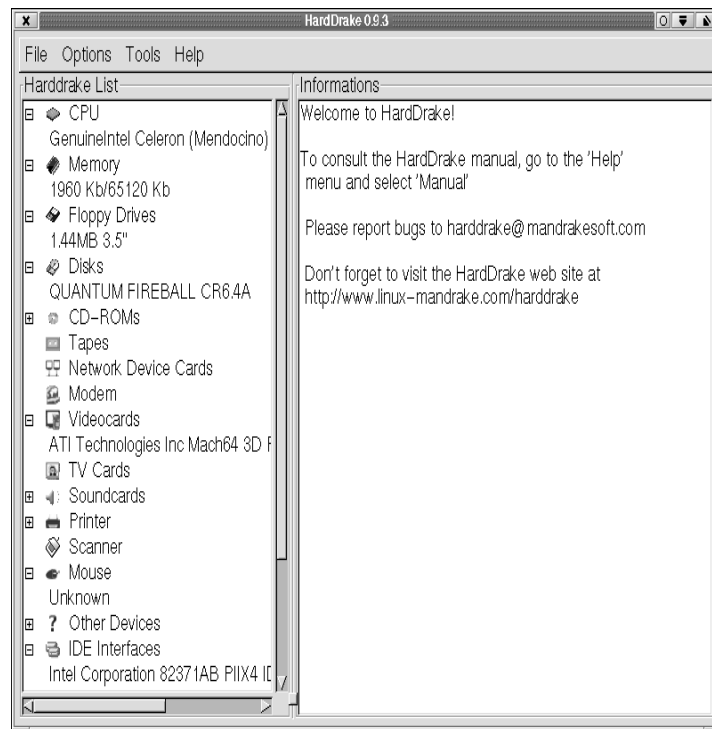 HardDrake 0.9.3
File Options Tools Help
Harddrake List
CPU
GenuineIntel Celeron (Mendocino)
Memory
1960 Kb/65120 Kb
Floppy Drives
1.44MB 3.5"
Disks
QUANTUM FIREBALL CR6.4A
CD-ROMs
Tapes
Network Device Cards
Modem
Videocards
ATI Technologies Inc Mach64 3D
TV Cards
Soundcards
Printer
Scanner
Mouse
Unknown
Other Devices
IDE Interfaces
Intel Corporation 82371AB PIIX4
Informations
Welcome to HardDrake!
To consult the HardDrake manual, go to the 'Help'
menu and select 'Manual'
Please report bugs to harddrake@mandrakesoft.com
Don't forget to visit the HardDrake web site at
http://www.linux-mandrake.com/harddrake